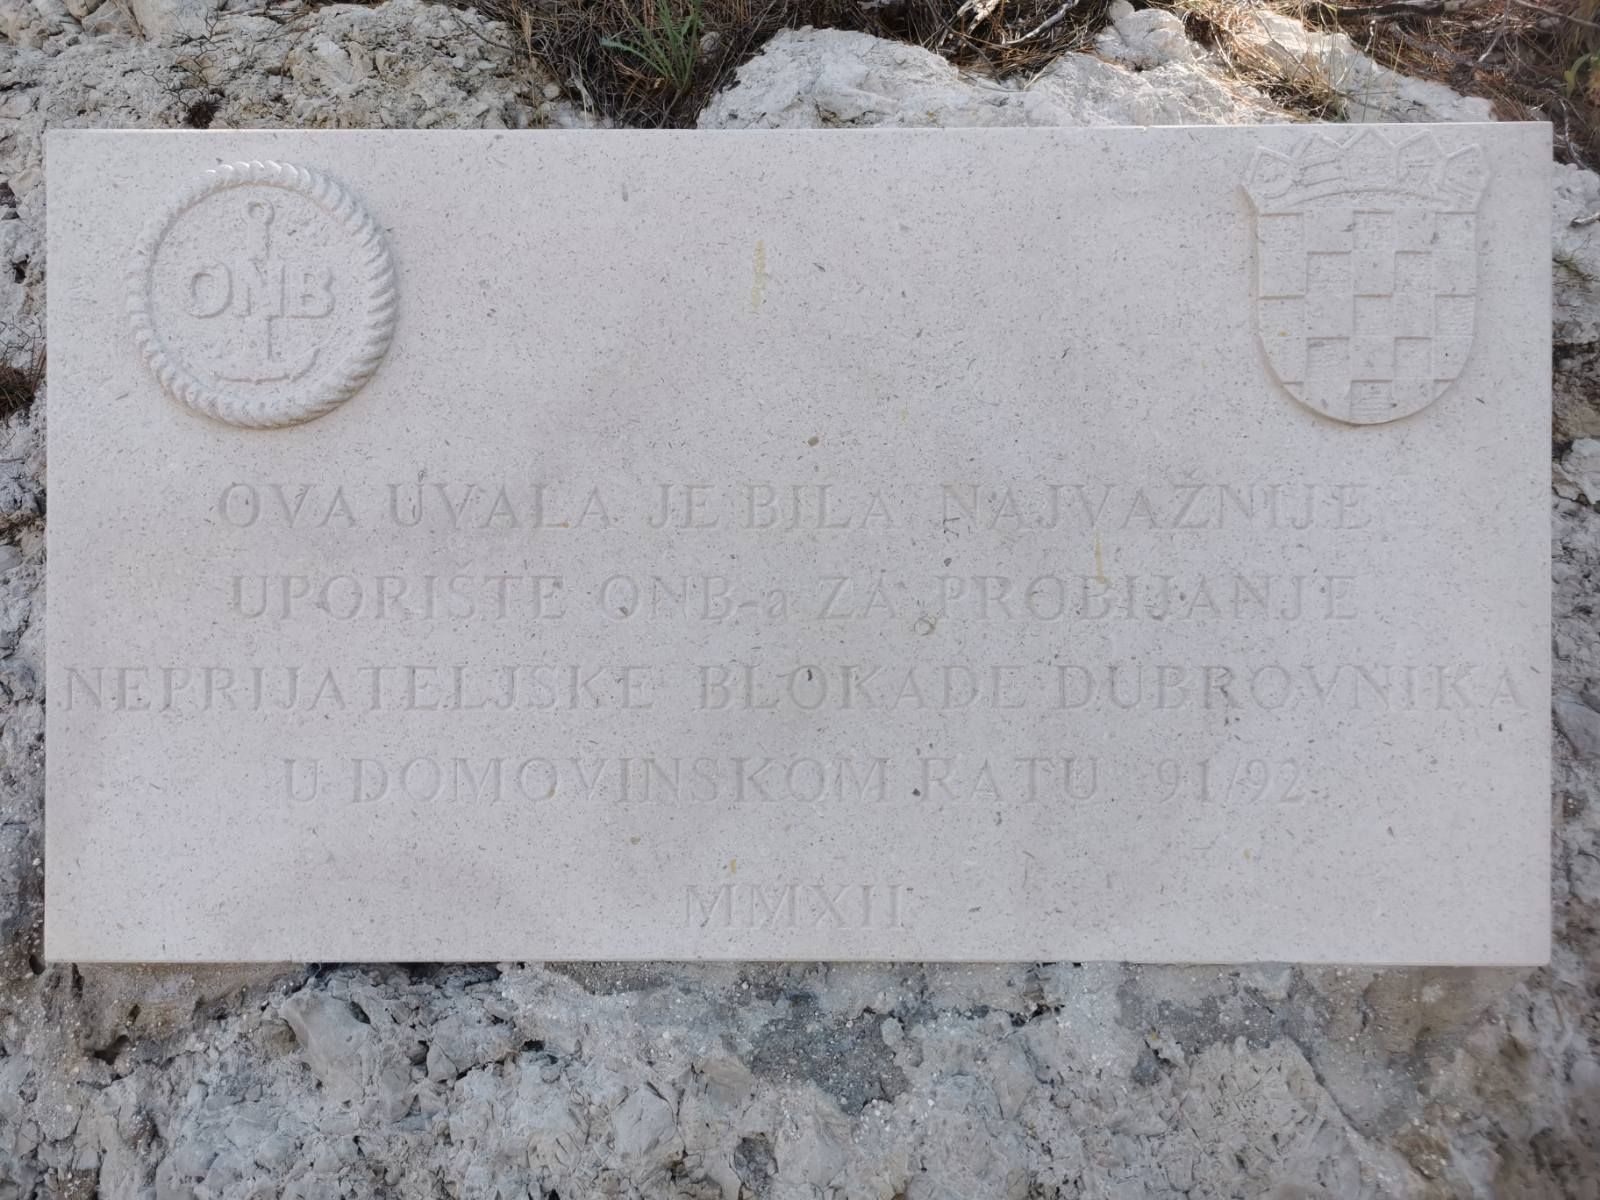 ONB
OVA UVALA JE BILA NAJVAŽNIJE
UPORIŠTE ONB-a ZA PROBIJANJE
NEPRIJATELJSKE BLOKADE DUBROVNIKA
U DOMOVINSKOM RATU 91/92
MMXII